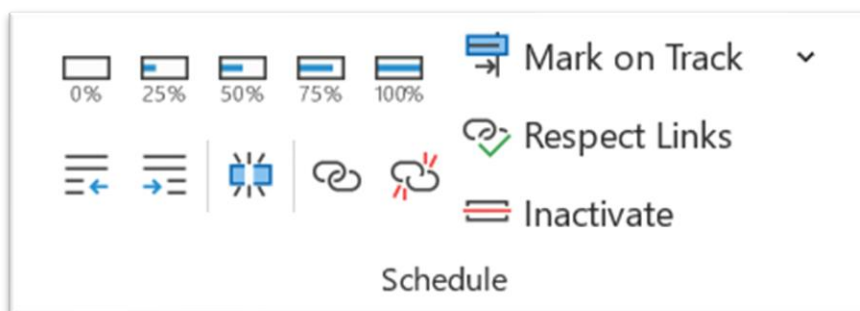 0% 25% 50% 75% 100%
Mark on Track
Respect Links
Inactivate
Schedule